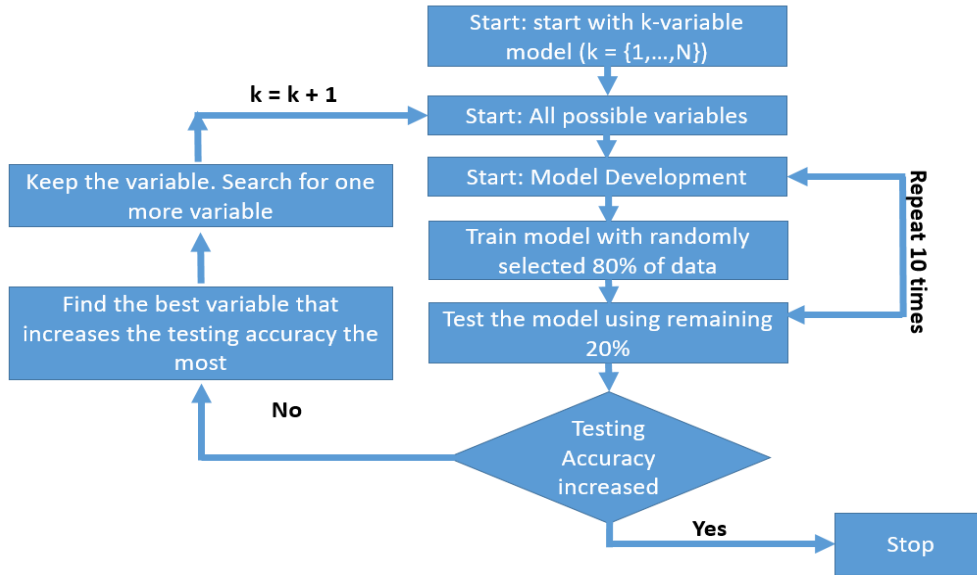 Start: start with k-variable
model (k = {1,…,N})
k = k + 1
Start: All possible variables
Keep the variable. Search for one
more variable
Start: Model Development
Repeat 10 times
Train model with randomly
selected 80% of data
Find the best variable that
increases the testing accuracy the
most
Test the model using remaining
20%
No
Testing
Accuracy
increased
Yes
Stop